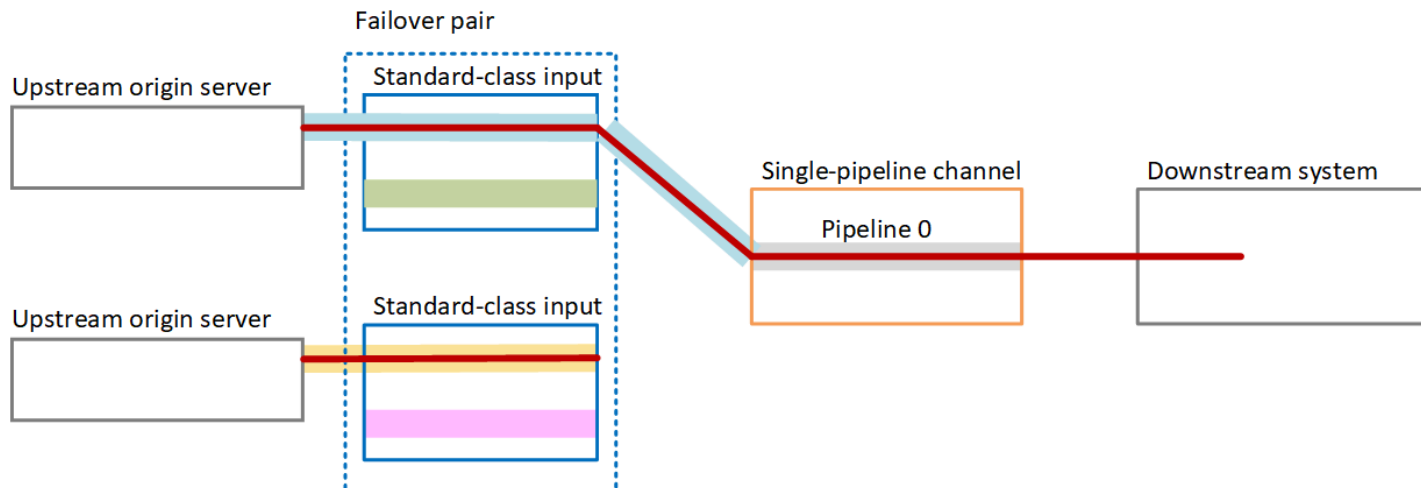 Failover pair
Upstream origin server
Standard-class input
Single-pipeline channel
Downstream system
Pipeline 0
Upstream origin server
Standard-class input